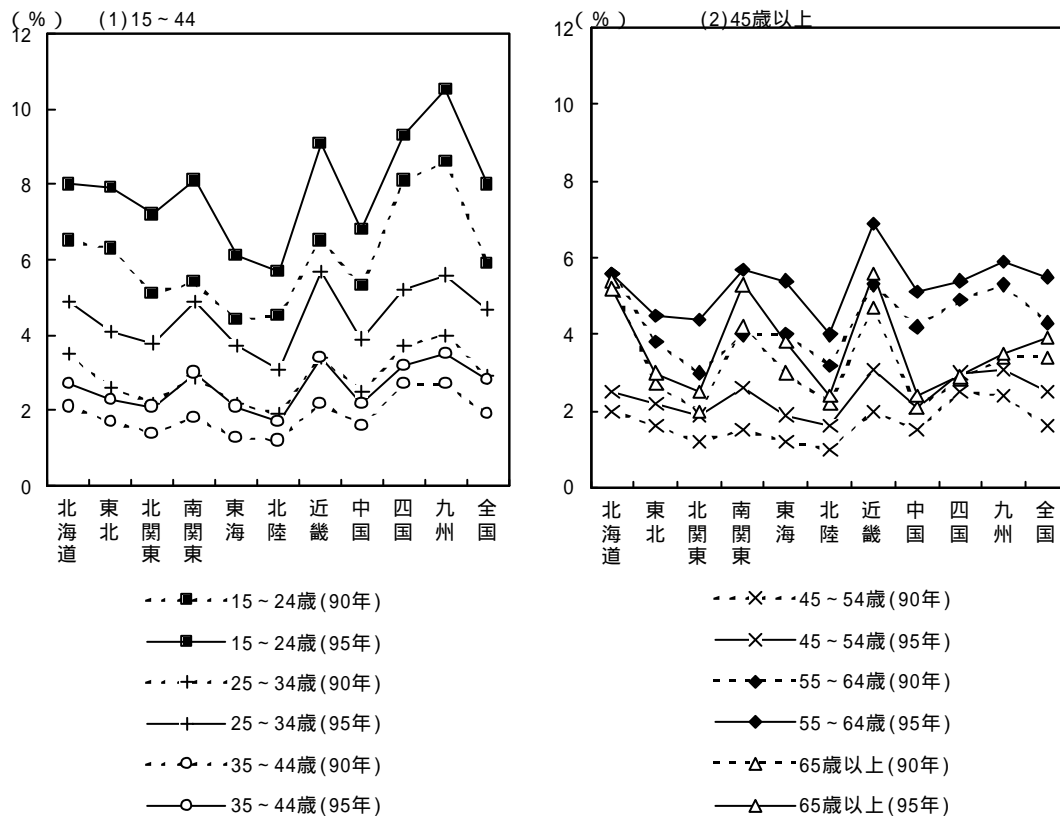 (%) (1)15~44
12
10
8
6
4
2
0
北海道
東北
北関東
南関東
東海
北陸
近畿
中国
四国
九州
全国
15~24歳(90年)
15~24歳(95年)
25~34歳(90年)
25~34歳(95年)
35~44歳(90年)
35~44歳(95年)
(%) (2)45歳以上
12
10
8
6
4
2
0
北海道
東北
北関東
南関東
東海
北陸
近畿
中国
四国
九州
全国
45~54歳(90年)
45~54歳(95年)
55~64歳(90年)
55~64歳(95年)
65歳以上(90年)
65歳以上(95年)